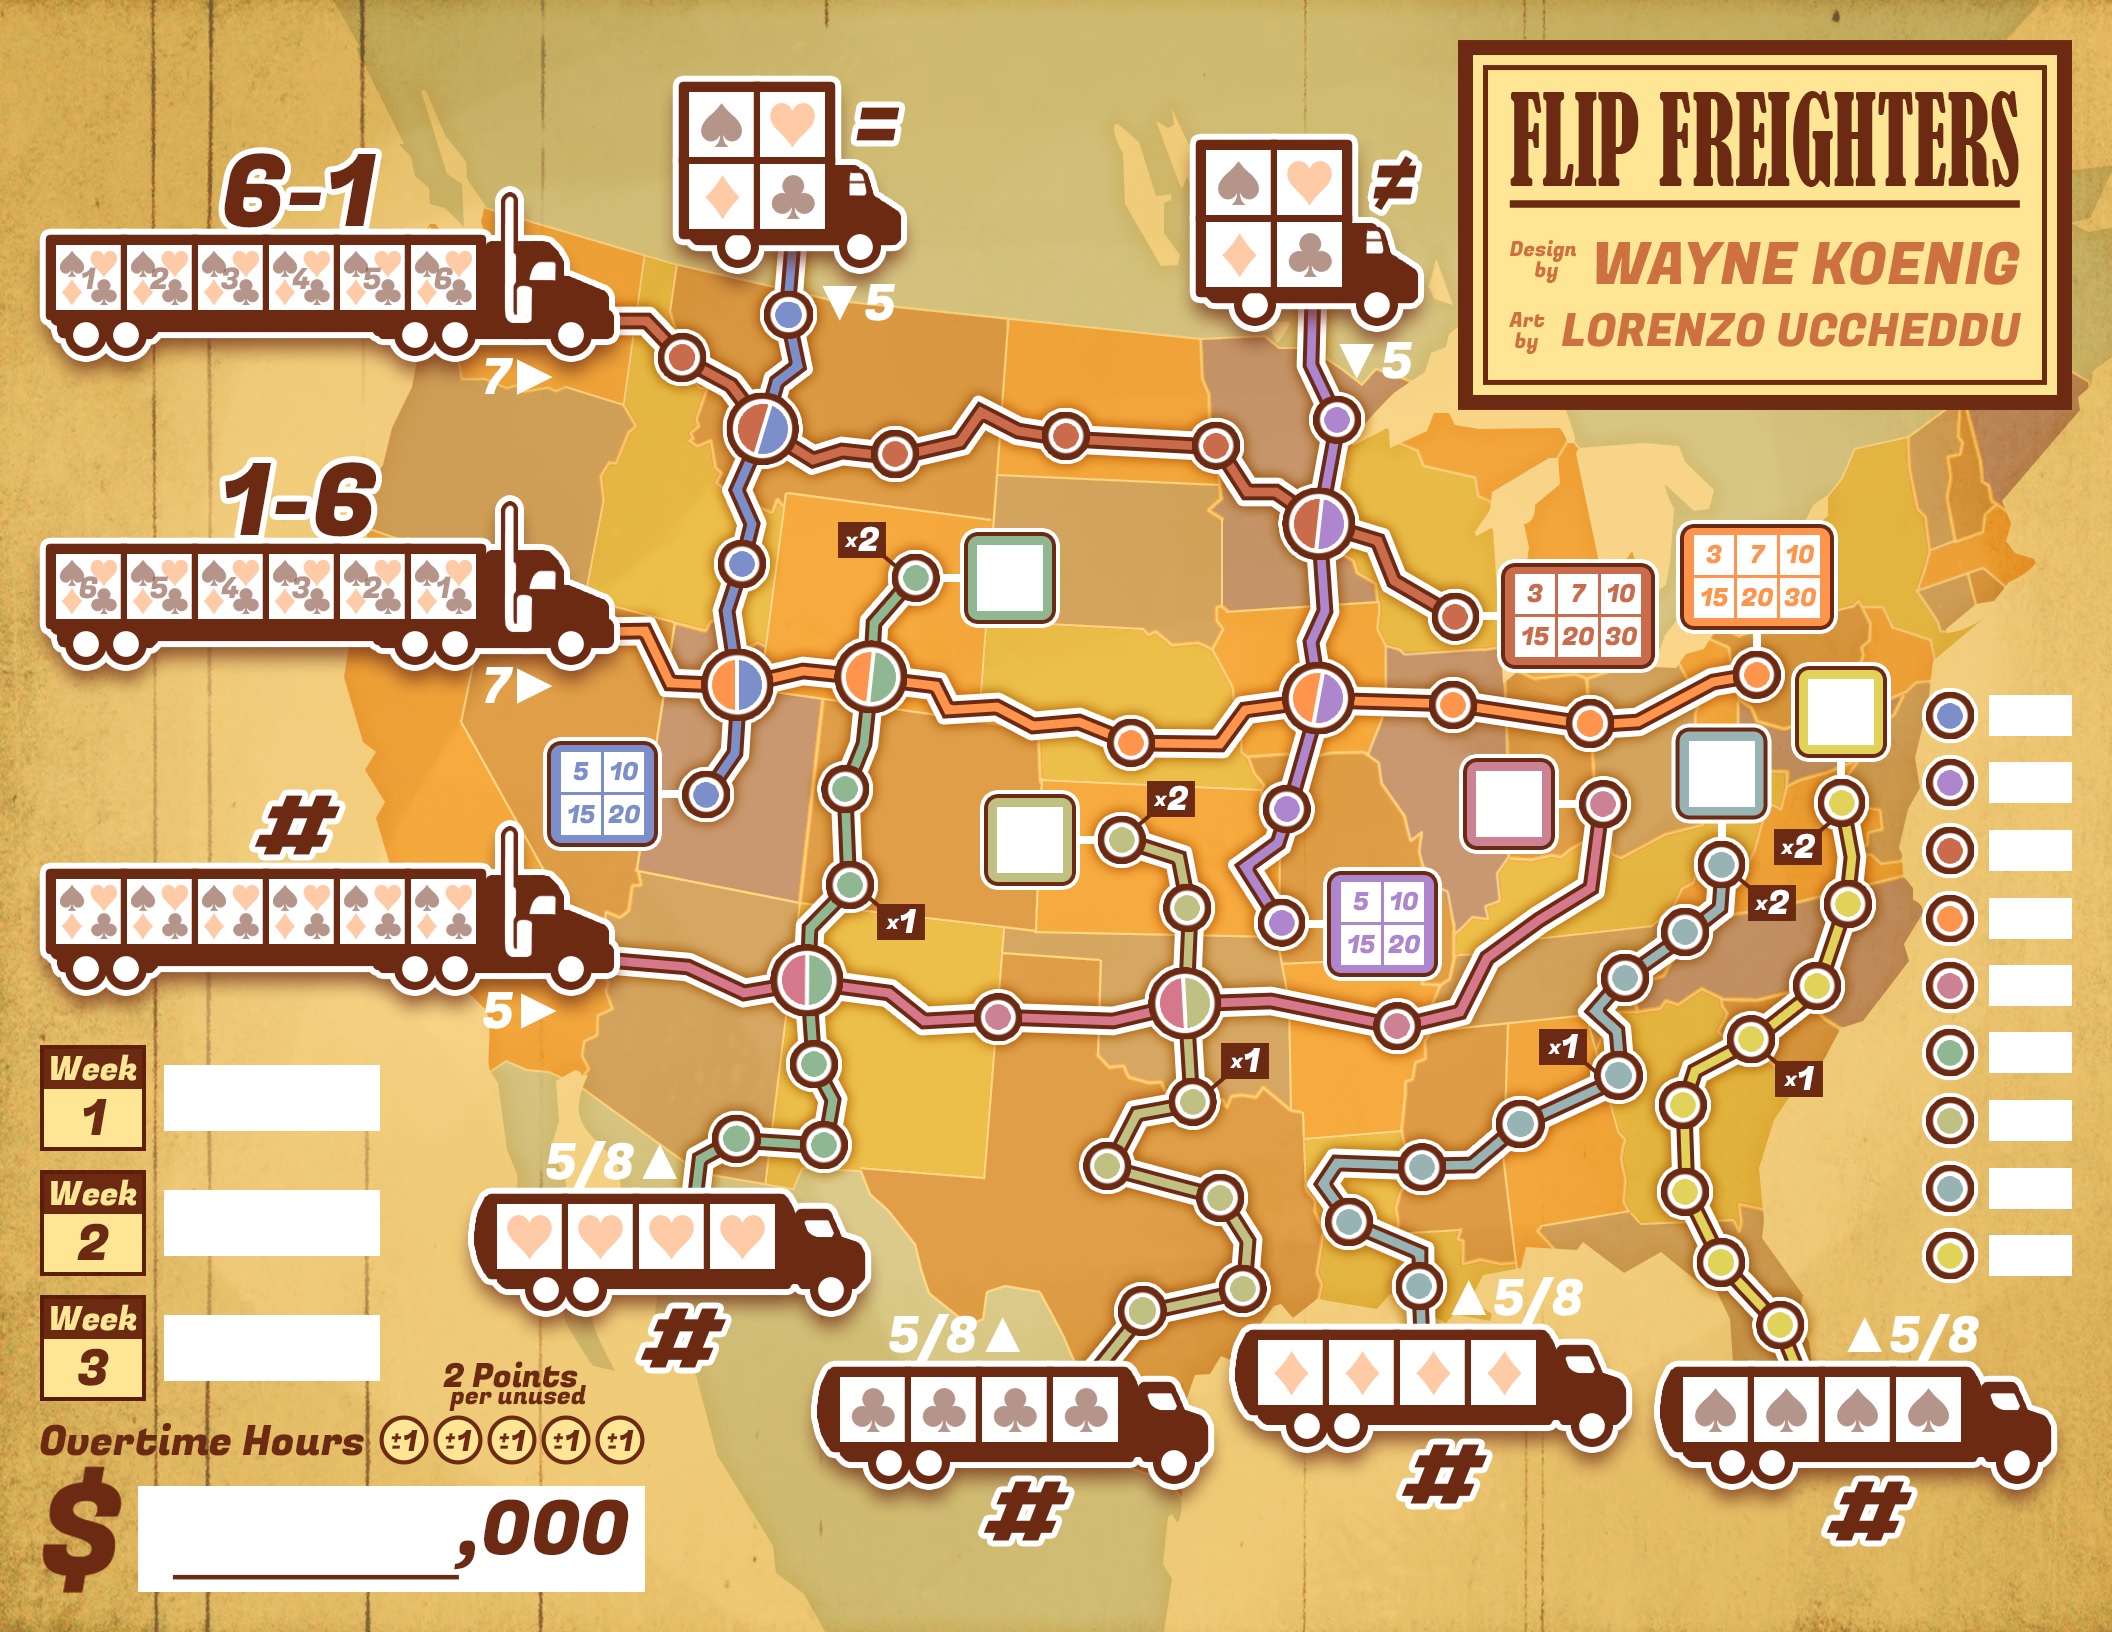 FLIP FREIGHTERS
Design by WAYNE KOENIG
Art by LORENZO UCCHEDDU
=
▼5
≠
▼5
6-1
1 2 3 4 5 6
7▶
1-6
6 5 4 3 2 1
7▶
x2
3 7 10
15 20 30
3 7 10
15 20 30
5 10
15 20
x2
x2
x2
#
5▶
x1
5 10
15 20
x1
x1
x1
Week
1
Week
2
Week
3
5/8▲
#
5/8▲
#
▲5/8
#
▲5/8
#
2 Points
per unused
Overtime Hours ±1 ±1 ±1 ±1 ±1
$ ,000